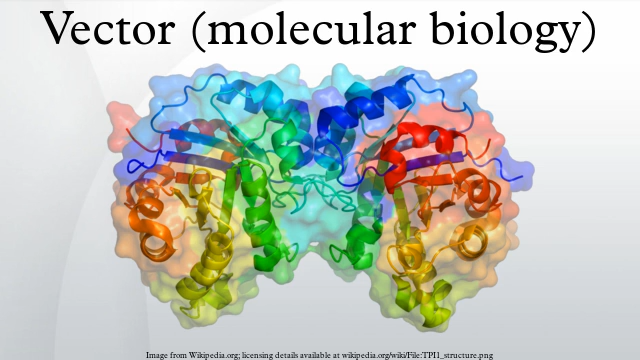 Vector (molecular biology)
Image from Wikipedia.org; licensing details available at wikipedia.org/wiki/File:TPI1_structure.png